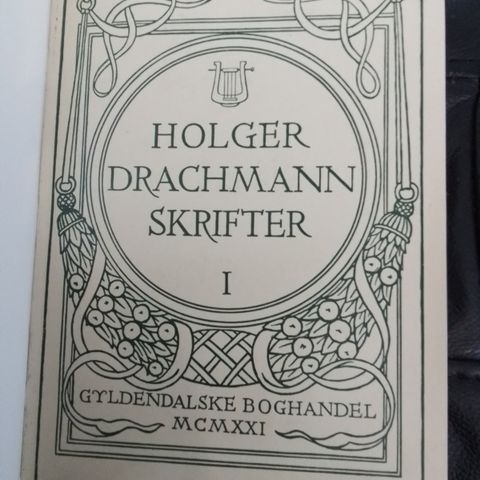 HOLGER
DRACHMANN
SKRIFTER
I
GYLDENDALSKE BOGHANDEL
MCMXXI